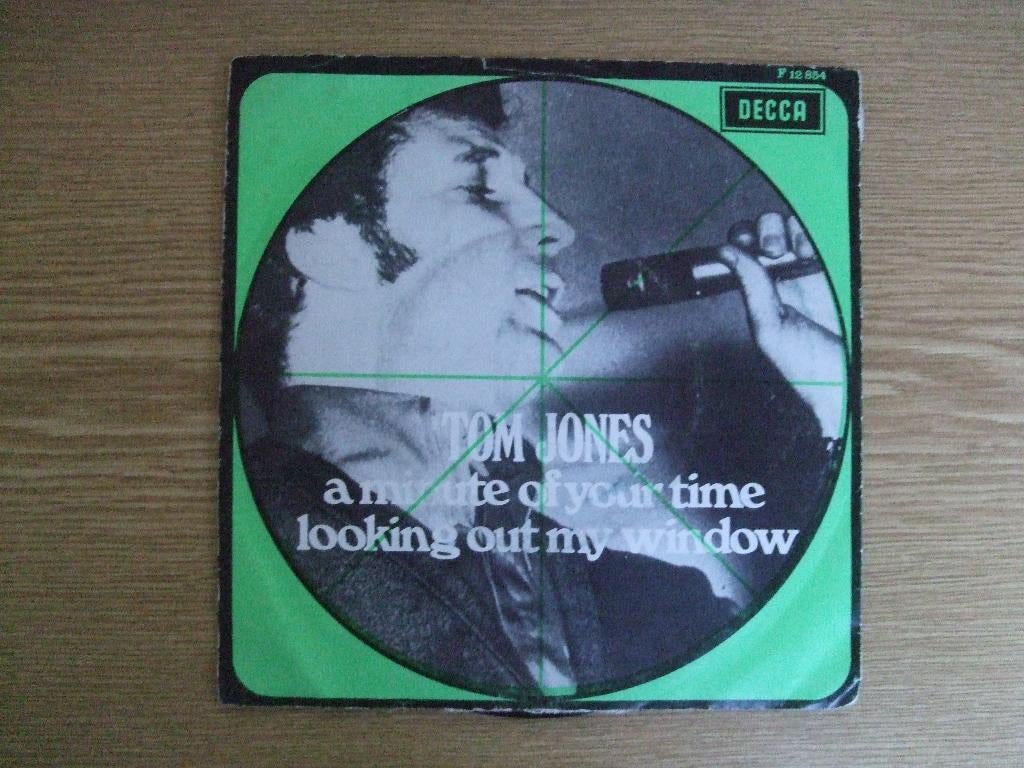 F 12 854
DECCA
TOM JONES
a minute of your time
looking out my window